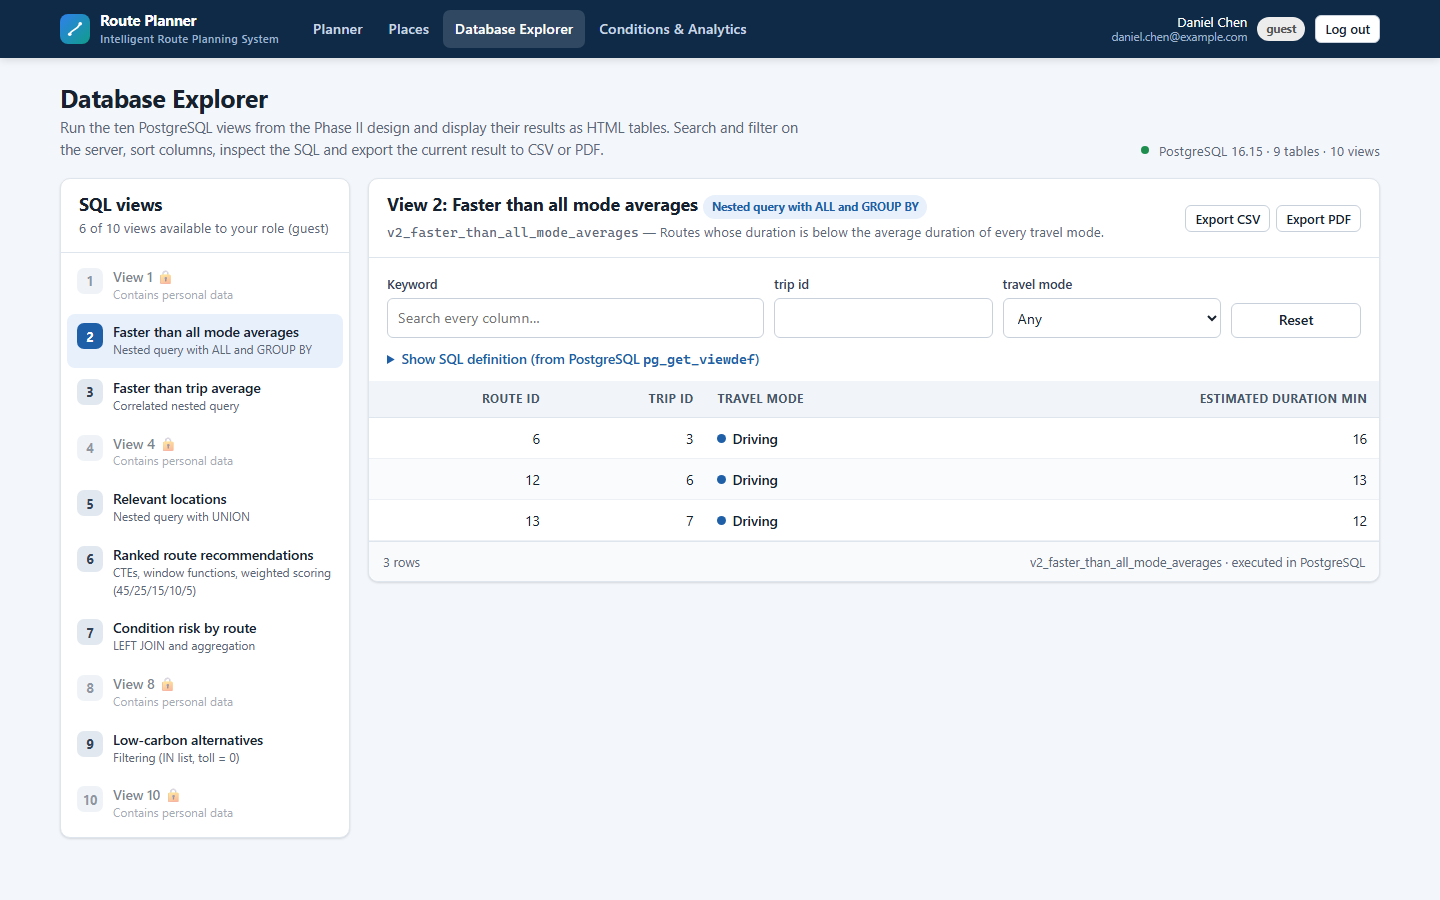 Route Planner
Intelligent Route Planning System
Planner
Places
Database Explorer
Conditions & Analytics
Daniel Chen
daniel.chen@example.com
guest
Log out
Database Explorer
Run the ten PostgreSQL views from the Phase II design and display their results as HTML tables. Search and filter on
the server, sort columns, inspect the SQL and export the current result to CSV or PDF.
PostgreSQL 16.15 · 9 tables · 10 views
SQL views
6 of 10 views available to your role (guest)
1 View 1
Contains personal data
2 Faster than all mode averages
Nested query with ALL and GROUP BY
3 Faster than trip average
Correlated nested query
4 View 4
Contains personal data
5 Relevant locations
Nested query with UNION
6 Ranked route recommendations
CTEs, window functions, weighted scoring
(45/25/15/10/5)
7 Condition risk by route
LEFT JOIN and aggregation
8 View 8
Contains personal data
9 Low-carbon alternatives
Filtering (IN list, toll = 0)
10 View 10
Contains personal data
View 2: Faster than all mode averages Nested query with ALL and GROUP BY
v2_faster_than_all_mode_averages — Routes whose duration is below the average duration of every travel mode.
Export CSV
Export PDF
Keyword
Search every column...
trip id
travel mode
Any
Reset
Show SQL definition (from PostgreSQL pg_get_viewdef)
ROUTE ID TRIP ID TRAVEL MODE ESTIMATED DURATION MIN
6 3 Driving 16
12 6 Driving 13
13 7 Driving 12
3 rows
v2_faster_than_all_mode_averages · executed in PostgreSQL